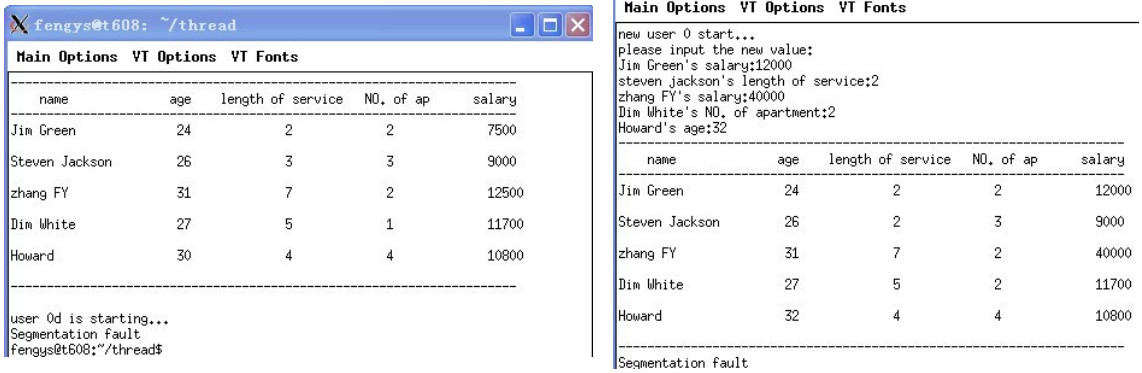 fengys@t608: ~/thread
Main Options VT Options VT Fonts
name age length of service NO. of ap salary
Jim Green 24 2 2 7500
Steven Jackson 26 3 3 9000
zhang FY 31 7 2 12500
Dim White 27 5 1 11700
Howard 30 4 4 10800
user 0d is starting...
Segmentation fault
fengys@t608:~/thread$
Main Options VT Options VT Fonts
new user 0 start...
please input the new value:
Jim Green's salary:12000
steven jackson's length of service:2
zhang FY's salary:40000
Dim White's NO. of apartment:2
Howard's age:32
name age length of service NO. of ap salary
Jim Green 24 2 2 12000
Steven Jackson 26 2 3 9000
zhang FY 31 7 2 40000
Dim White 27 5 2 11700
Howard 32 4 4 10800
Segmentation fault